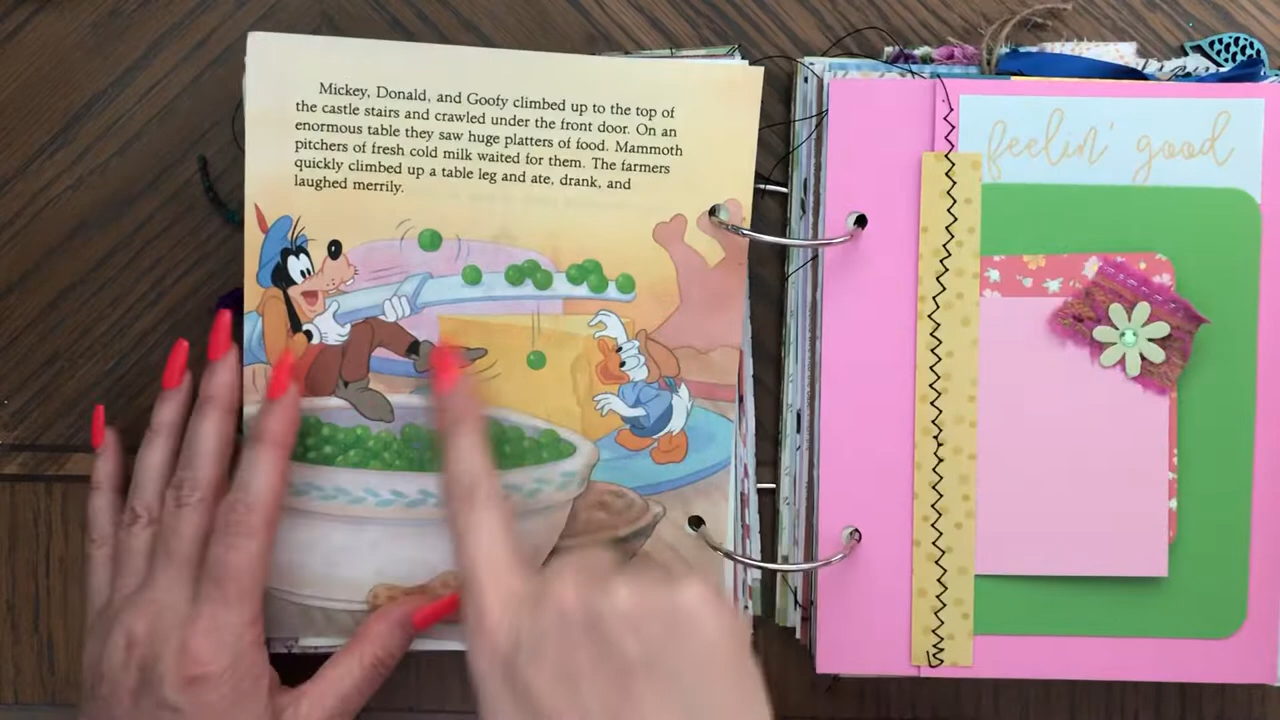 Mickey, Donald, and Goofy climbed up to the top of
the castle stairs and crawled under the front door. On an
enormous table they saw huge platters of food. Mammoth
pitchers of fresh cold milk waited for them. The farmers
quickly climbed up a table leg and ate, drank, and
laughed merrily.
feelin' good